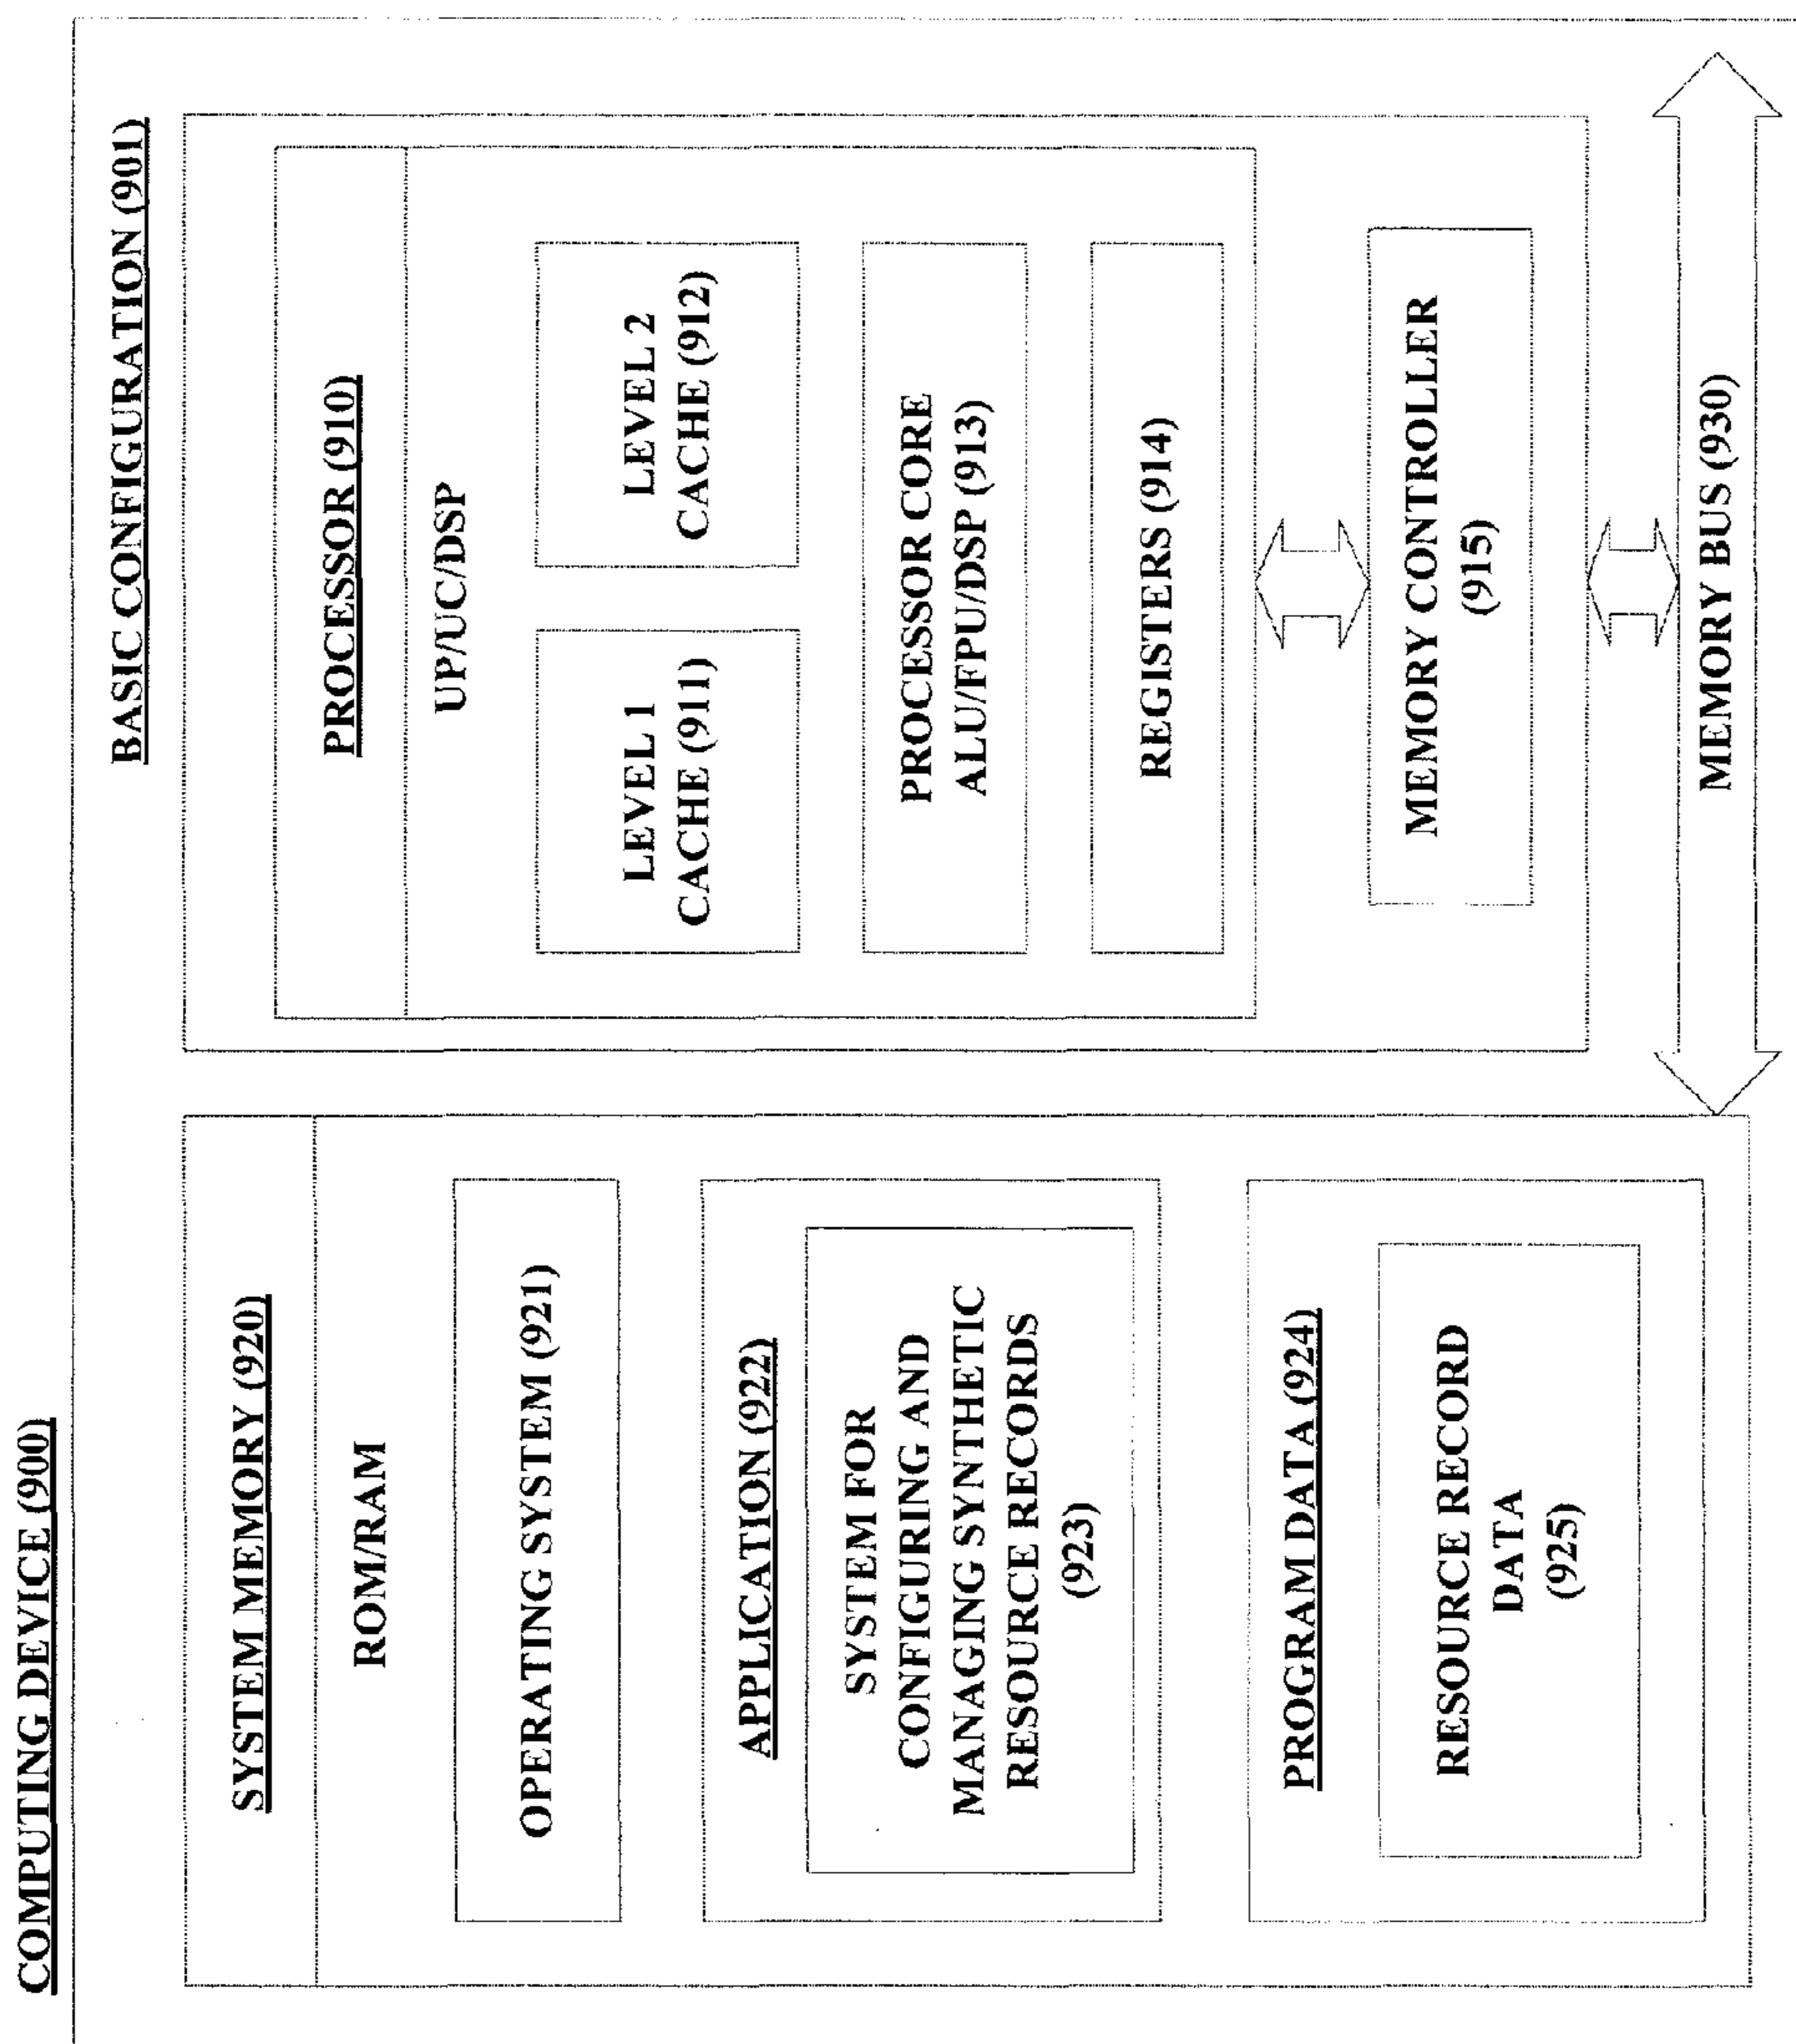 COMPUTING DEVICE (900)
SYSTEM MEMORY (920)
ROM/RAM
OPERATING SYSTEM (921)
APPLICATION (922)
SYSTEM FOR
CONFIGURING AND
MANAGING SYNTHETIC
RESOURCE RECORDS
(923)
PROGRAM DATA (924)
RESOURCE RECORD
DATA
(925)
BASIC CONFIGURATION (901)
PROCESSOR (910)
UP/UC/DSP
LEVEL 1
CACHE (911)
LEVEL 2
CACHE (912)
PROCESSOR CORE
ALU/FPU/DSP (913)
REGISTERS (914)
MEMORY CONTROLLER
(915)
MEMORY BUS (930)